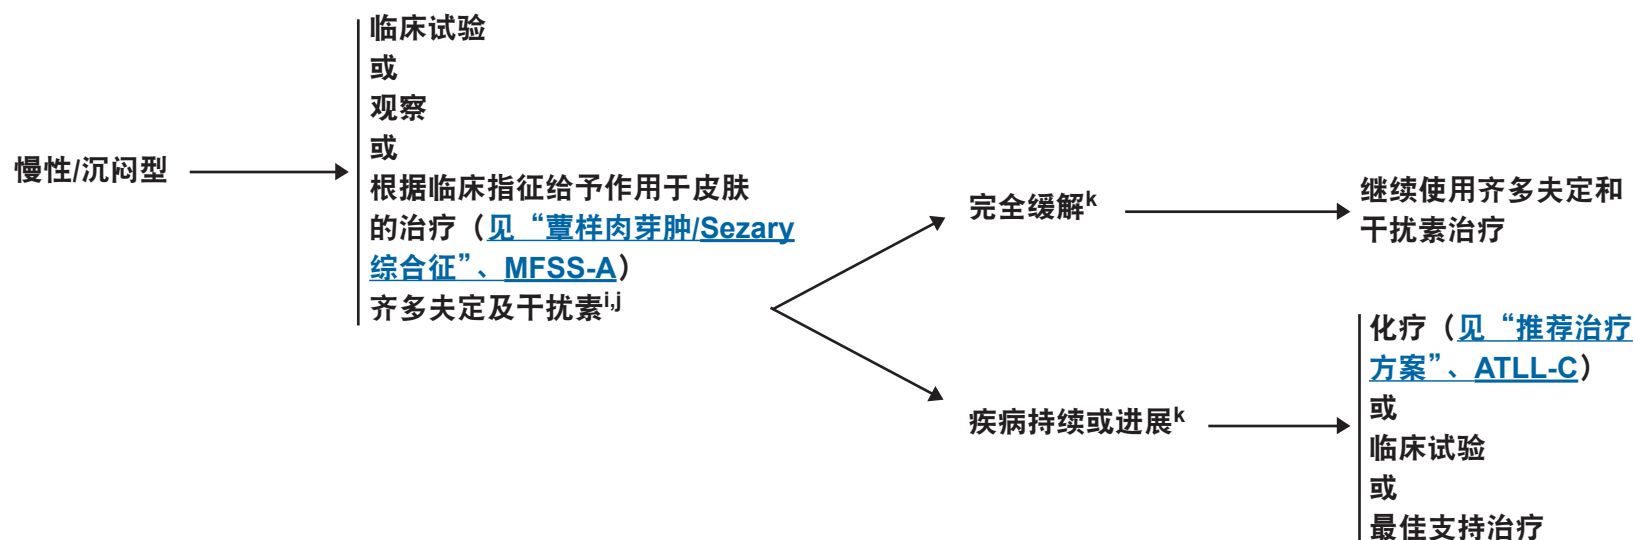 慢性/沉闷型
临床试验
或
观察
或
根据临床指征给予作用于皮肤
的治疗（见“蕈样肉芽肿/Sezary
综合征”、MFSS-A）
齐多夫定及干扰素i,j
完全缓解k
继续使用齐多夫定和
干扰素治疗
疾病持续或进展k
化疗（见“推荐治疗
方案”、ATLL-C）
或
临床试验
或
最佳支持治疗